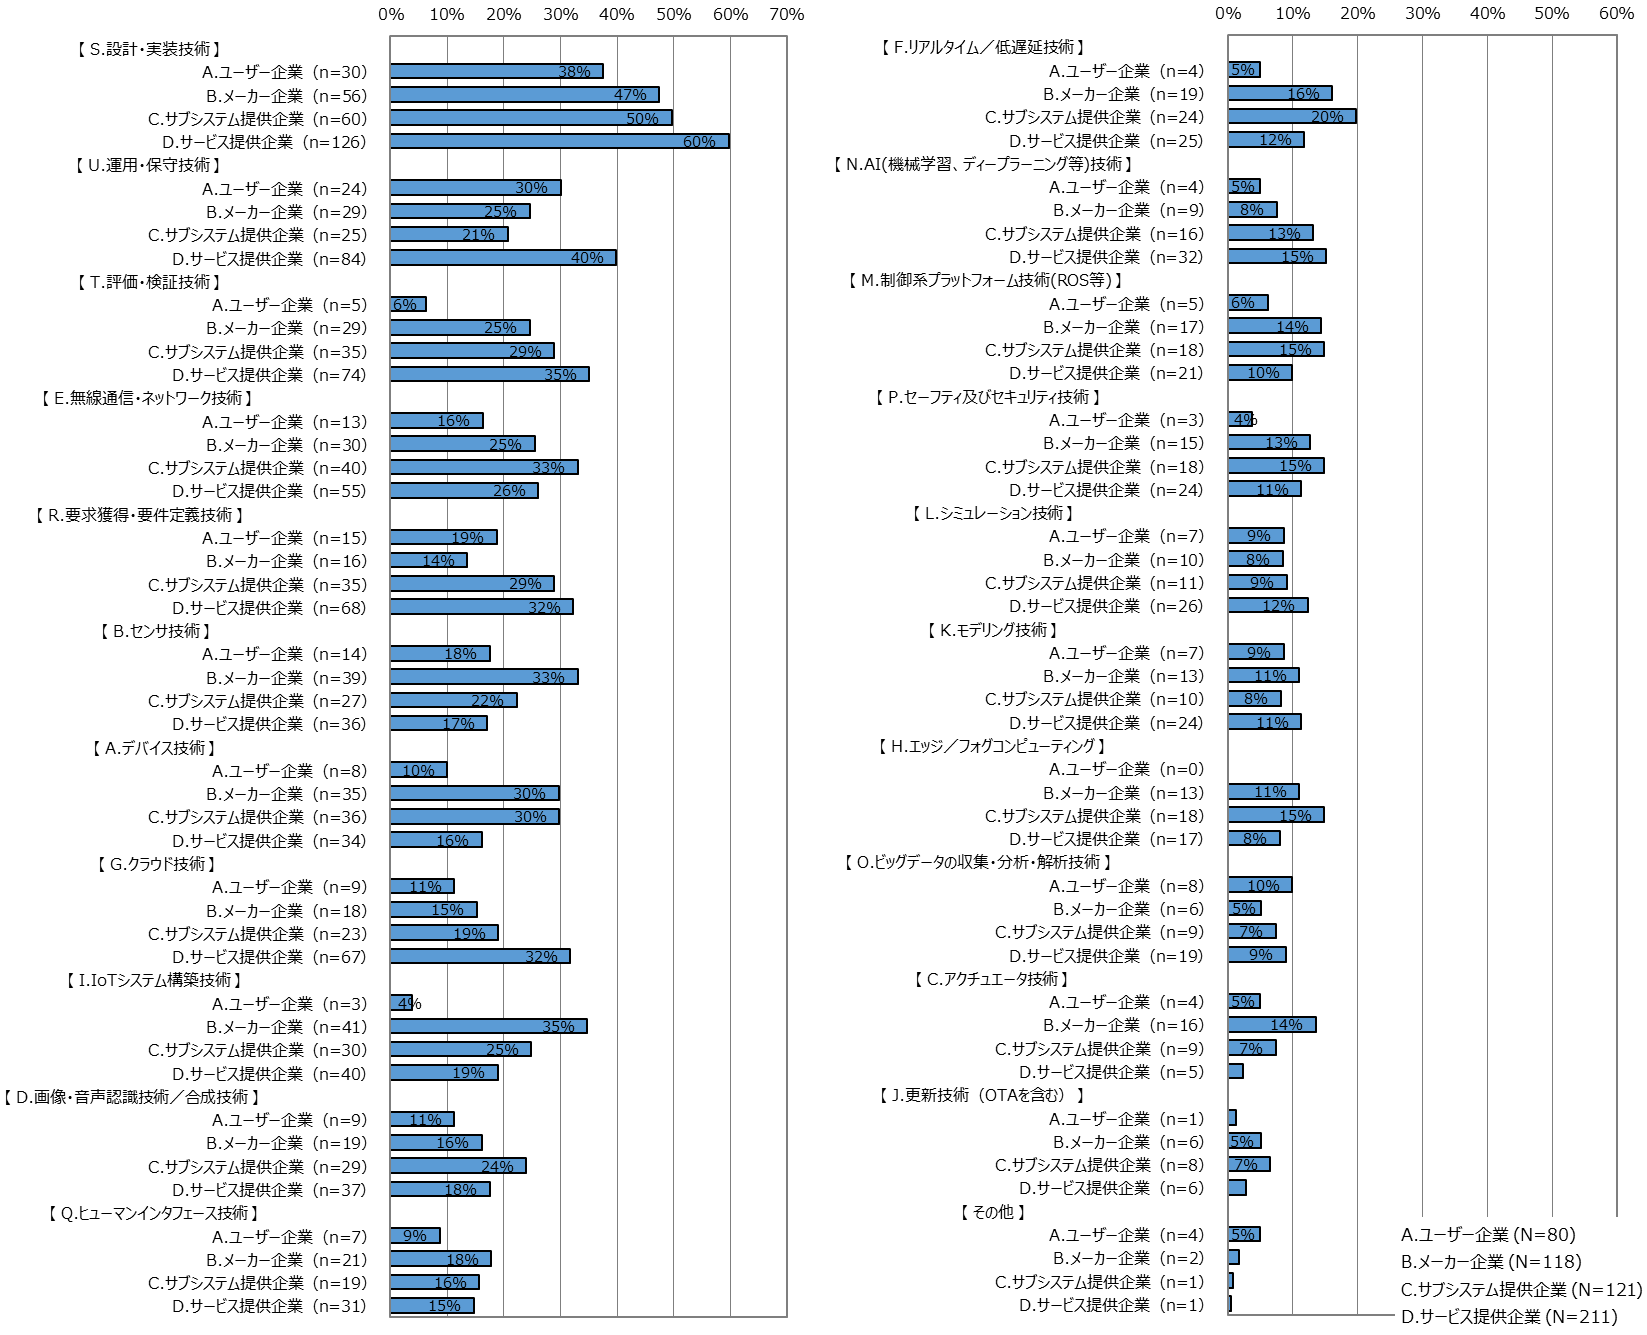 0% 10% 20% 30% 40% 50% 60% 70%
【 S.設計・実装技術 】
A.ユーザー企業（n=30） 38%
B.メーカー企業（n=56） 47%
C.サブシステム提供企業（n=60） 50%
D.サービス提供企業（n=126） 60%
【 U.運用・保守技術 】
A.ユーザー企業（n=24） 30%
B.メーカー企業（n=29） 25%
C.サブシステム提供企業（n=25） 21%
D.サービス提供企業（n=84） 40%
【 T.評価・検証技術 】
A.ユーザー企業（n=5） 6%
B.メーカー企業（n=29） 25%
C.サブシステム提供企業（n=35） 29%
D.サービス提供企業（n=74） 35%
【 E.無線通信・ネットワーク技術 】
A.ユーザー企業（n=13） 16%
B.メーカー企業（n=30） 25%
C.サブシステム提供企業（n=40） 33%
D.サービス提供企業（n=55） 26%
【 R.要求獲得・要件定義技術 】
A.ユーザー企業（n=15） 19%
B.メーカー企業（n=16） 14%
C.サブシステム提供企業（n=35） 29%
D.サービス提供企業（n=68） 32%
【 B.センサ技術 】
A.ユーザー企業（n=14） 18%
B.メーカー企業（n=39） 33%
C.サブシステム提供企業（n=27） 22%
D.サービス提供企業（n=36） 17%
【 A.デバイス技術 】
A.ユーザー企業（n=8） 10%
B.メーカー企業（n=35） 30%
C.サブシステム提供企業（n=36） 30%
D.サービス提供企業（n=34） 16%
【 G.クラウド技術 】
A.ユーザー企業（n=9） 11%
B.メーカー企業（n=18） 15%
C.サブシステム提供企業（n=23） 19%
D.サービス提供企業（n=67） 32%
【 I.IoTシステム構築技術 】
A.ユーザー企業（n=3） 4%
B.メーカー企業（n=41） 35%
C.サブシステム提供企業（n=30） 25%
D.サービス提供企業（n=40） 19%
【 D.画像・音声認識技術／合成技術 】
A.ユーザー企業（n=9） 11%
B.メーカー企業（n=19） 16%
C.サブシステム提供企業（n=29） 24%
D.サービス提供企業（n=37） 18%
【 Q.ヒューマンインタフェース技術 】
A.ユーザー企業（n=7） 9%
B.メーカー企業（n=21） 18%
C.サブシステム提供企業（n=19） 16%
D.サービス提供企業（n=31） 15%
0% 10% 20% 30% 40% 50% 60%
【 F.リアルタイム／低遅延技術 】
A.ユーザー企業（n=4） 5%
B.メーカー企業（n=19） 16%
C.サブシステム提供企業（n=24） 20%
D.サービス提供企業（n=25） 12%
【 N.AI(機械学習、ディープラーニング等)技術 】
A.ユーザー企業（n=4） 5%
B.メーカー企業（n=9） 8%
C.サブシステム提供企業（n=16） 13%
D.サービス提供企業（n=32） 15%
【 M.制御系プラットフォーム技術(ROS等) 】
A.ユーザー企業（n=5） 6%
B.メーカー企業（n=17） 14%
C.サブシステム提供企業（n=18） 15%
D.サービス提供企業（n=21） 10%
【 P.セーフティ及びセキュリティ技術 】
A.ユーザー企業（n=3） 4%
B.メーカー企業（n=15） 13%
C.サブシステム提供企業（n=18） 15%
D.サービス提供企業（n=24） 11%
【 L.シミュレーション技術 】
A.ユーザー企業（n=7） 9%
B.メーカー企業（n=10） 8%
C.サブシステム提供企業（n=11） 9%
D.サービス提供企業（n=26） 12%
【 K.モデリング技術 】
A.ユーザー企業（n=7） 9%
B.メーカー企業（n=13） 11%
C.サブシステム提供企業（n=10） 8%
D.サービス提供企業（n=24） 11%
【 H.エッジ／フォグコンピューティング 】
A.ユーザー企業（n=0）
B.メーカー企業（n=13） 11%
C.サブシステム提供企業（n=18） 15%
D.サービス提供企業（n=17） 8%
【 O.ビッグデータの収集・分析・解析技術 】
A.ユーザー企業（n=8） 10%
B.メーカー企業（n=6） 5%
C.サブシステム提供企業（n=9） 7%
D.サービス提供企業（n=19） 9%
【 C.アクチュエータ技術 】
A.ユーザー企業（n=4） 5%
B.メーカー企業（n=16） 14%
C.サブシステム提供企業（n=9） 7%
D.サービス提供企業（n=5）
【 J.更新技術（OTAを含む） 】
A.ユーザー企業（n=1）
B.メーカー企業（n=6） 5%
C.サブシステム提供企業（n=8） 7%
D.サービス提供企業（n=6）
【 その他 】
A.ユーザー企業（n=4） 5%
B.メーカー企業（n=2）
C.サブシステム提供企業（n=1）
D.サービス提供企業（n=1）
A.ユーザー企業 (N=80)
B.メーカー企業 (N=118)
C.サブシステム提供企業 (N=121)
D.サービス提供企業 (N=211)